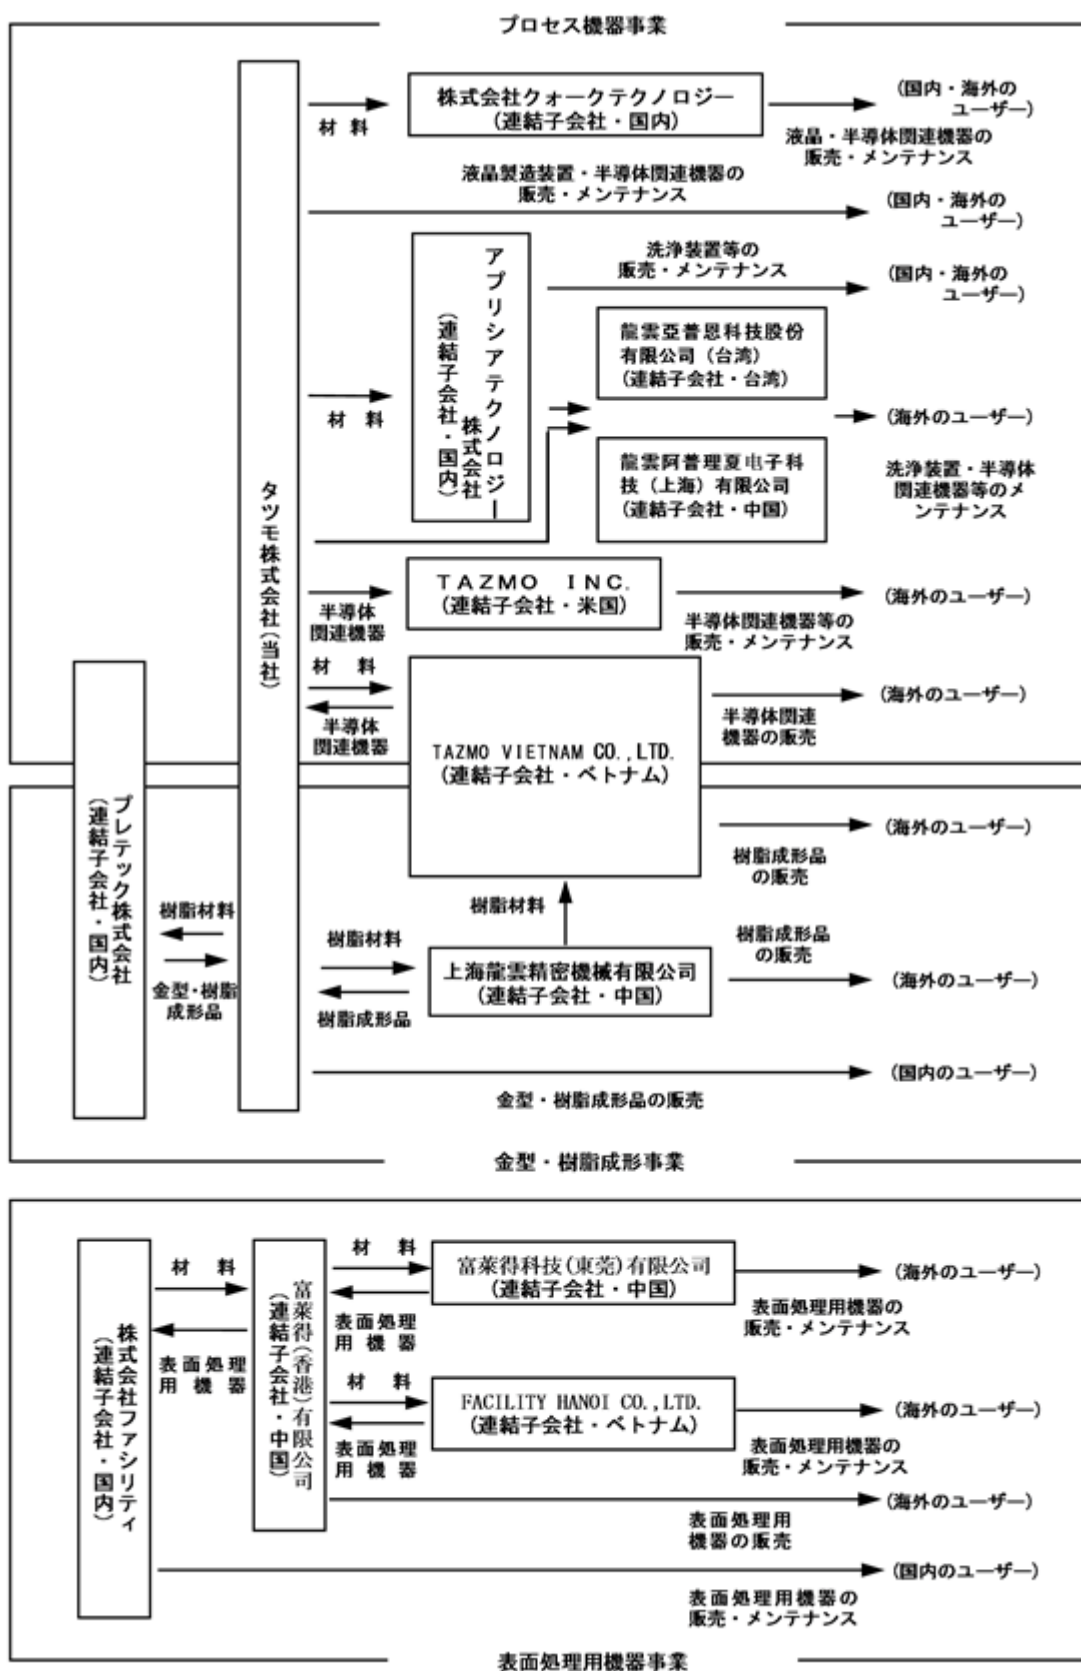 プロセス機器事業
タツモ株式会社(当社)
材 料
株式会社クォークテクノロジー
(連結子会社・国内)
(国内・海外の
ユーザー)
液晶・半導体関連機器の
販売・メンテナンス
液晶製造装置・半導体関連機器の
販売・メンテナンス
(国内・海外の
ユーザー)
材 料
アプリシアテクノロジー
株式会社
(連結子会社・国内)
洗浄装置等の
販売・メンテナンス
(国内・海外の
ユーザー)
龍雲亞普恩科技股份
有限公司(台湾)
(連結子会社・台湾)
龍雲阿普理夏电子科
技(上海)有限公司
(連結子会社・中国)
(海外のユーザー)
洗浄装置・半導体
関連機器等のメ
ンテナンス
半導体
関連機器
TAZMO INC.
(連結子会社・米国)
半導体関連機器等の
販売・メンテナンス
(海外のユーザー)
材 料
半導体
関連機器
TAZMO VIETNAM CO.,LTD.
(連結子会社・ベトナム)
半導体関連
機器の販売
(海外のユーザー)
樹脂成形品
の販売
(海外のユーザー)
プレテック株式会社
(連結子会社・国内)
樹脂材料
金型・樹脂
成形品
樹脂材料
樹脂材料
樹脂成形品
上海龍雲精密機械有限公司
(連結子会社・中国)
樹脂成形品
の販売
(海外のユーザー)
金型・樹脂成形品の販売
(国内のユーザー)
金型・樹脂成形事業
株式会社ファシリティ
(連結子会社・国内)
材 料
表面処理
用機器
富萊得(香港)有限公司
(連結子会社・中国)
材 料
表面処理
用機器
富萊得科技(東莞)有限公司
(連結子会社・中国)
(海外のユーザー)
表面処理用機器の
販売・メンテナンス
材 料
表面処理
用機器
FACILITY HANOI CO.,LTD.
(連結子会社・ベトナム)
(海外のユーザー)
表面処理用機器の
販売・メンテナンス
(海外のユーザー)
表面処理用
機器の販売
(国内のユーザー)
表面処理用機器の
販売・メンテナンス
表面処理用機器事業